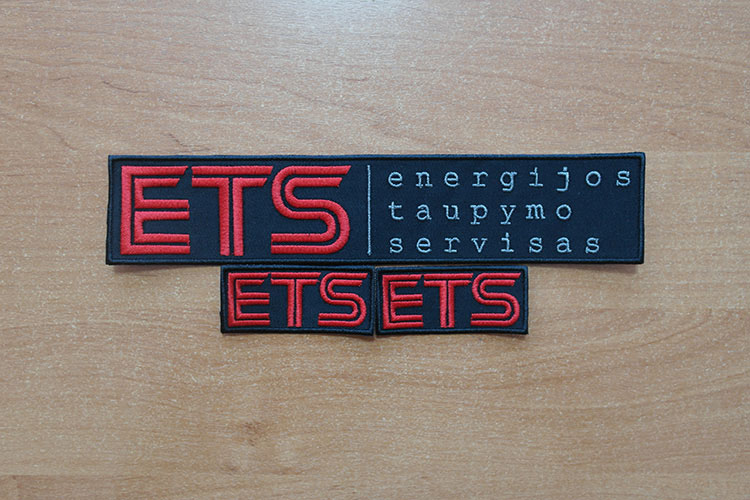 ETS
energijos
taupymo
servisas
ETS ETS